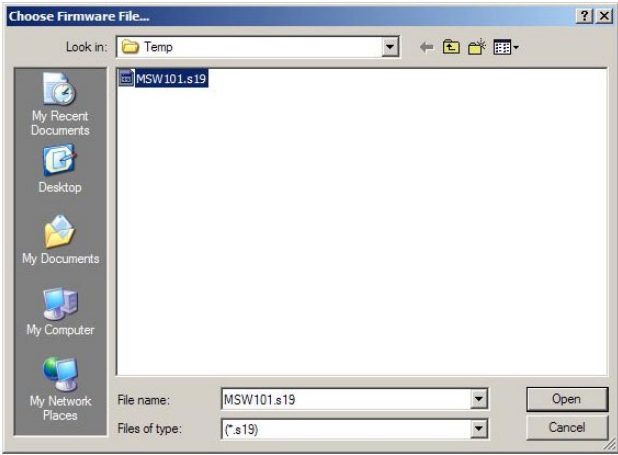 Choose Firmware File...
Look in:
Temp
MSW101.s19
My Recent
Documents
Desktop
My Documents
My Computer
My Network
Places
File name:
MSW101.s19
Open
Files of type:
(*.s19)
Cancel